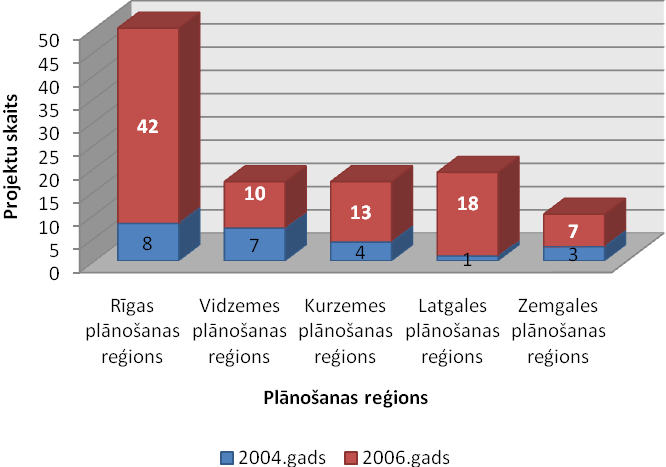 Projektu skaits
50
45
40
35
30
25
20
15
10
5
0
42
10
13
18
7
8
7
4
1
3
Rīgas plānošanas reģions
Vidzemes plānošanas reģions
Kurzemes plānošanas reģions
Latgales plānošanas reģions
Zemgales plānošanas reģions
Plānošanas reģions
2004.gads
2006.gads